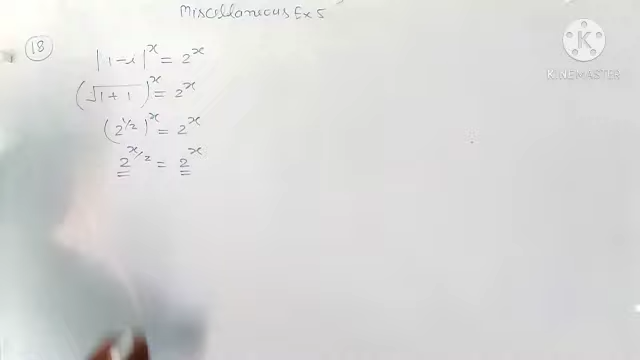 Miscellaneous Ex 5
18
|1-i|^x = 2^x
(√1+1)^x = 2^x
(2^1/2)^x = 2^x
2^x/2 = 2^x
KINEMASTER